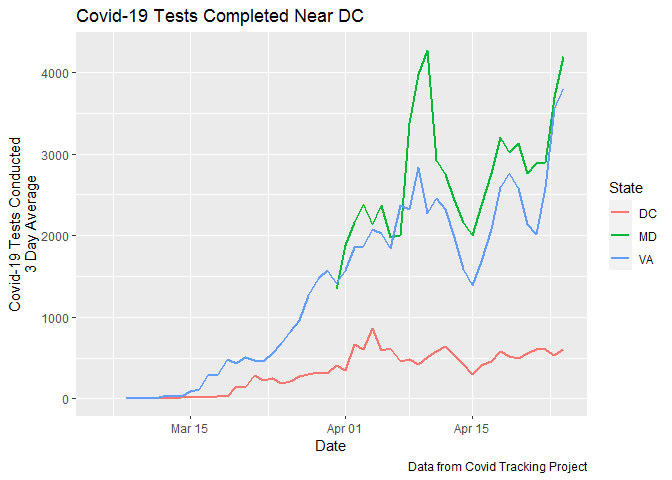 Covid-19 Tests Completed Near DC
Covid-19 Tests Conducted
3 Day Average
4000
3000
2000
1000
0
Mar 15
Apr 01
Apr 15
Date
State
DC
MD
VA
Data from Covid Tracking Project